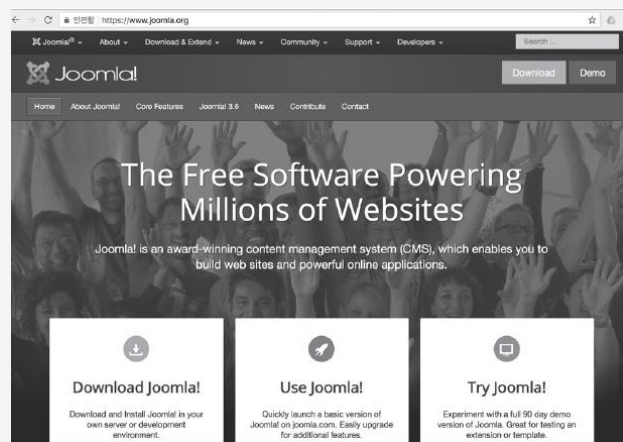 안전함 https://www.joomla.org
Joomla!® About Download & Extend News Community Support Developers Search ...
Joomla! Download Demo
Home About Joomla! Core Features Joomla! 3.6 News Contribute Contact
The Free Software Powering
Millions of Websites
Joomla! is an award-winning content management system (CMS), which enables you to
build web sites and powerful online applications.
Download Joomla!
Download and Install Joomla! in your
own server or development
environment.
Use Joomla!
Quickly launch a basic version of
Joomla! on joomla.com. Easily upgrade
for additional features.
Try Joomla!
Experiment with a full 90 day demo
version of Joomla. Great for testing an
extension or template.